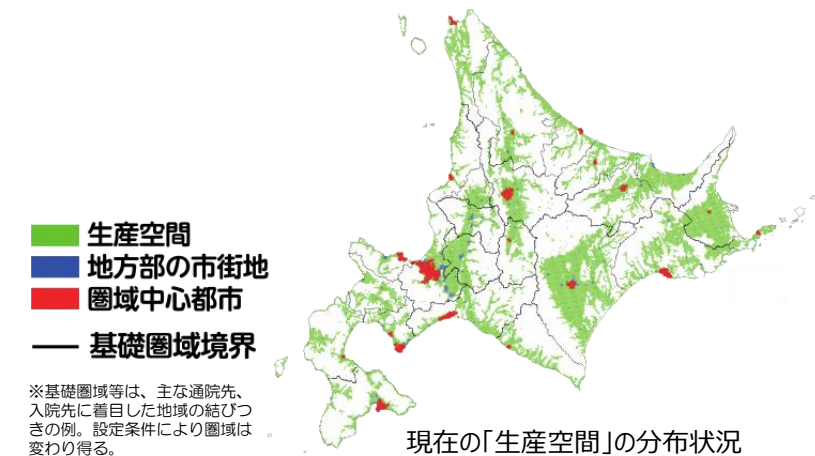 生産空間
地方部の市街地
圏域中心都市
基礎圏域境界
※基礎圏域等は、主な通院先、
入院先に着目した地域の結びつ
きの例。設定条件により圏域は
変わり得る。
現在の「生産空間」の分布状況